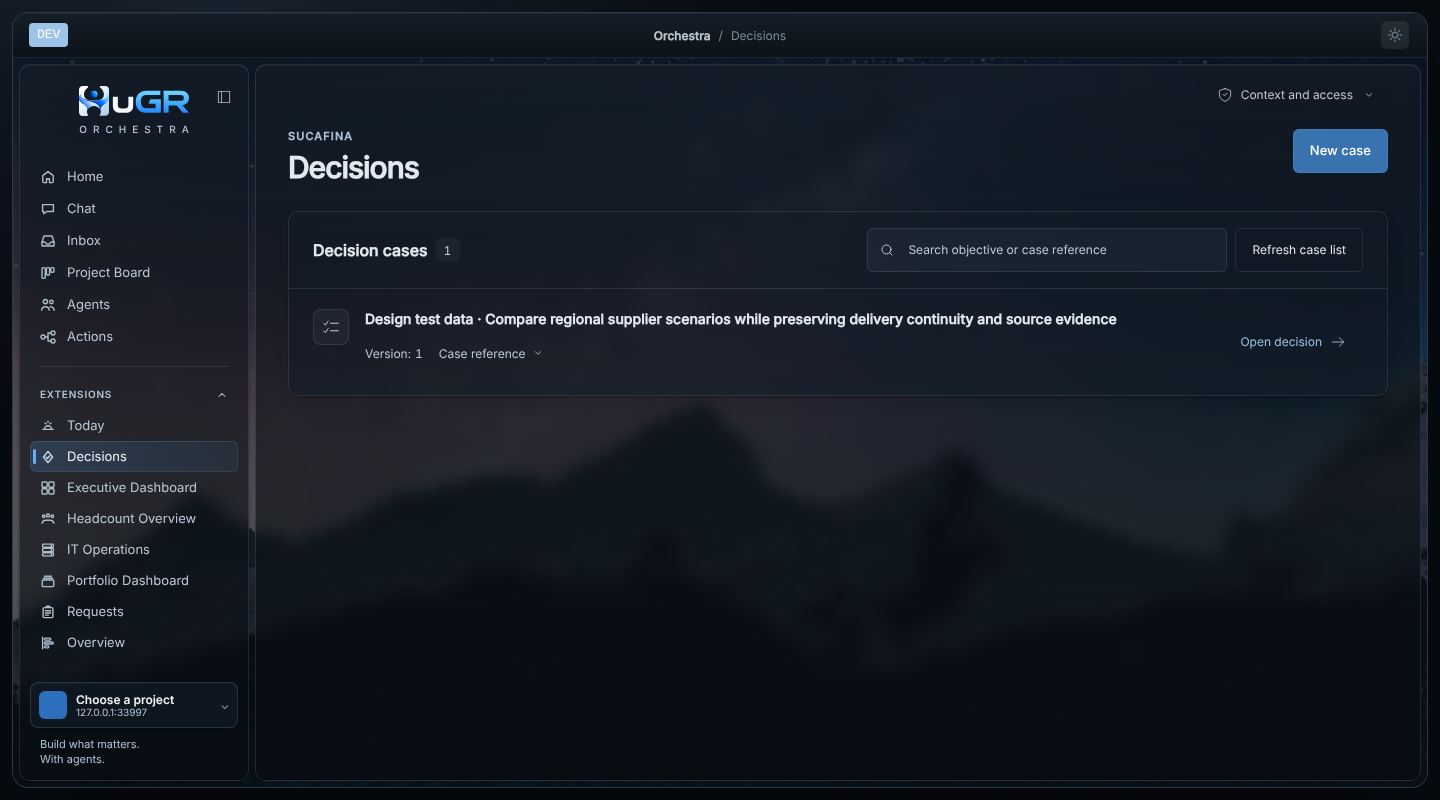 DEV
Orchestra / Decisions
HuGR
ORCHESTRA
Home
Chat
Inbox
Project Board
Agents
Actions
EXTENSIONS
Today
Decisions
Executive Dashboard
Headcount Overview
IT Operations
Portfolio Dashboard
Requests
Overview
Choose a project
127.0.0.1:33997
Build what matters.
With agents.
Context and access
SUCAFINA
Decisions
New case
Decision cases 1
Search objective or case reference
Refresh case list
Design test data · Compare regional supplier scenarios while preserving delivery continuity and source evidence
Version: 1 Case reference
Open decision